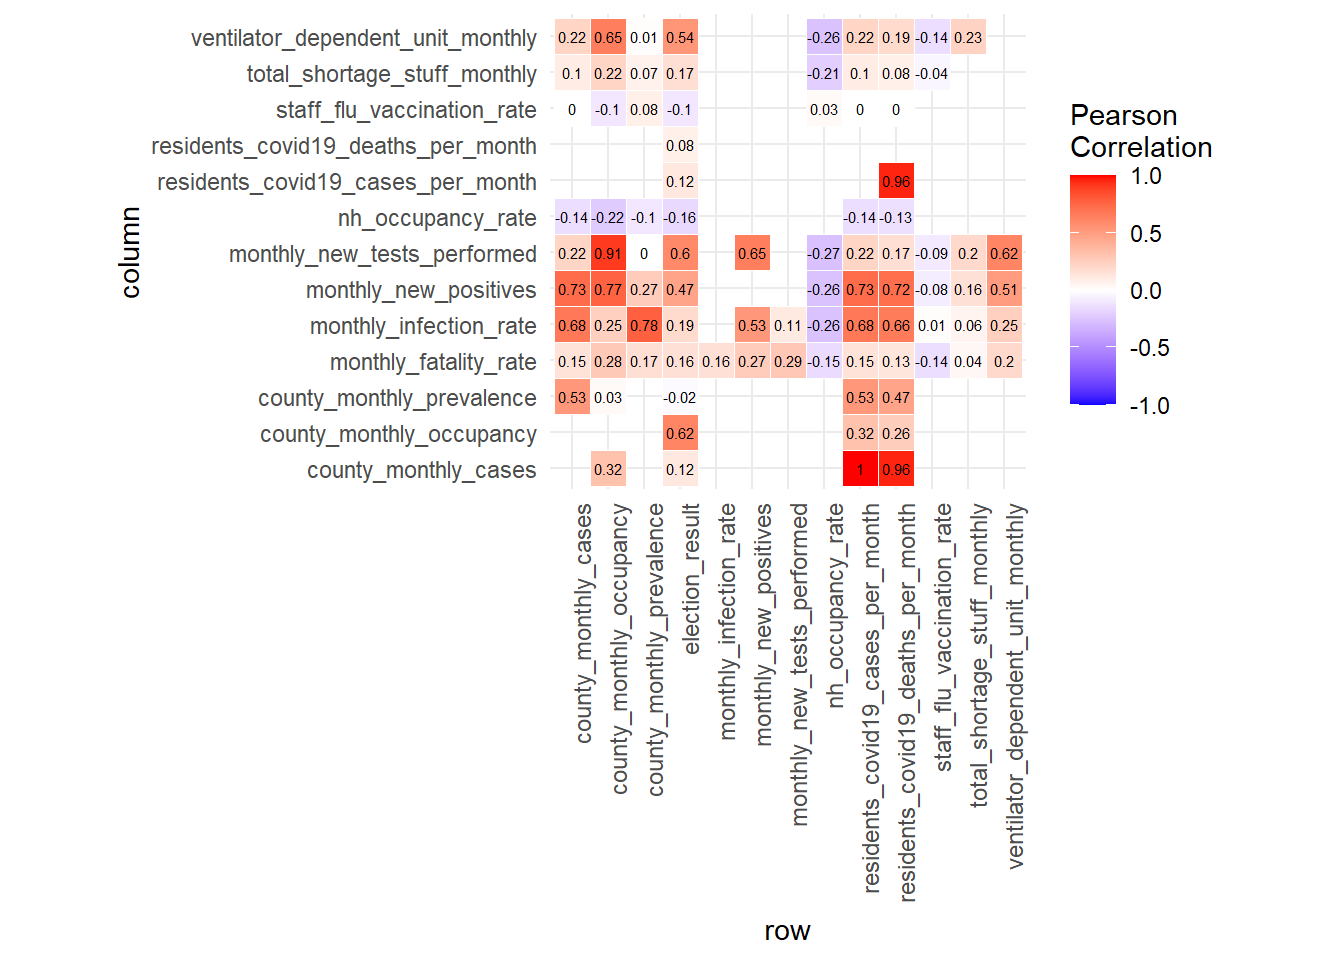 ventilator_dependent_unit_monthly 0.22 0.65 0.01 0.54 -0.26 0.22 0.19 -0.14 0.23
total_shortage_stuff_monthly 0.1 0.22 0.07 0.17 -0.21 0.1 0.08 -0.04
staff_flu_vaccination_rate 0 -0.1 0.08 -0.1 0.03 0 0
residents_covid19_deaths_per_month 0.08
residents_covid19_cases_per_month 0.12 0.96
nh_occupancy_rate -0.14 -0.22 -0.1 -0.16 -0.14 -0.13
monthly_new_tests_performed 0.22 0.91 0 0.6 0.65 -0.27 0.22 0.17 -0.09 0.2 0.62
monthly_new_positives 0.73 0.77 0.27 0.47 -0.26 0.73 0.72 -0.08 0.16 0.51
monthly_infection_rate 0.68 0.25 0.78 0.19 0.53 0.11 -0.26 0.68 0.66 0.01 0.06 0.25
monthly_fatality_rate 0.15 0.28 0.17 0.16 0.16 0.27 0.29 -0.15 0.15 0.13 -0.14 0.04 0.2
county_monthly_prevalence 0.53 0.03 -0.02 0.53 0.47
county_monthly_occupancy 0.62 0.32 0.26
county_monthly_cases 0.32 0.12 1 0.96
column
county_monthly_cases
county_monthly_occupancy
county_monthly_prevalence
election_result
monthly_infection_rate
monthly_new_positives
monthly_new_tests_performed
nh_occupancy_rate
residents_covid19_cases_per_month
residents_covid19_deaths_per_month
staff_flu_vaccination_rate
total_shortage_stuff_monthly
ventilator_dependent_unit_monthly
row
Pearson
Correlation
1.0
0.5
0.0
-0.5
-1.0